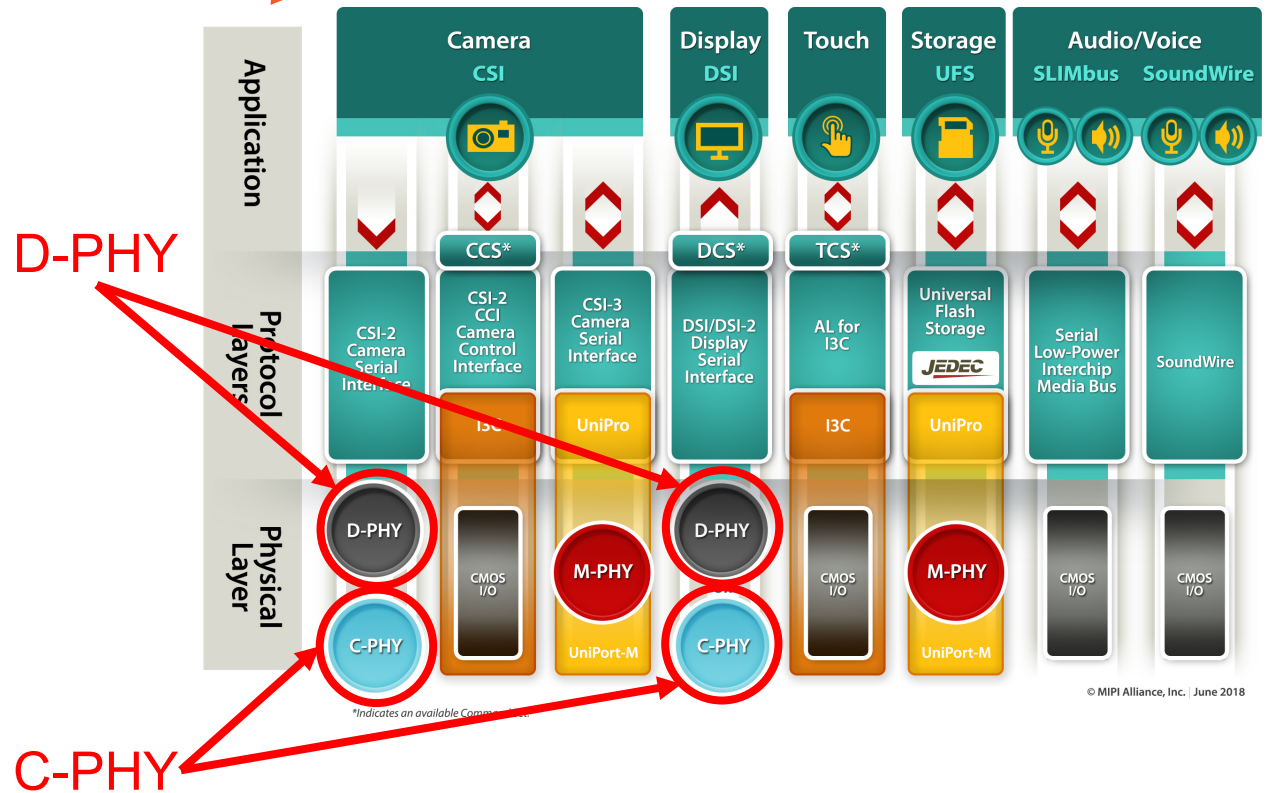 Camera
CSI
Display
DSI
Touch
Storage
UFS
Audio/Voice
SLIMbus
SoundWire
Application
D-PHY
CCS*
DCS*
TCS*
Protocol
Layers
CSI-2
Camera
Serial
Interface
CSI-2
CCI
Camera
Control
Interface
I3C
CSI-3
Camera
Serial
Interface
UniPro
DSI/DSI-2
Display
Serial
Interface
AL for
I3C
I3C
Universal
Flash
Storage
JEDEC
UniPro
Serial
Low-Power
Interchip
Media Bus
SoundWire
Physical
Layer
D-PHY
C-PHY
CMOS
I/O
M-PHY
UniPort-M
D-PHY
C-PHY
CMOS
I/O
M-PHY
UniPort-M
CMOS
I/O
CMOS
I/O
© MIPI Alliance, Inc. | June 2018
*Indicates an available Command
C-PHY